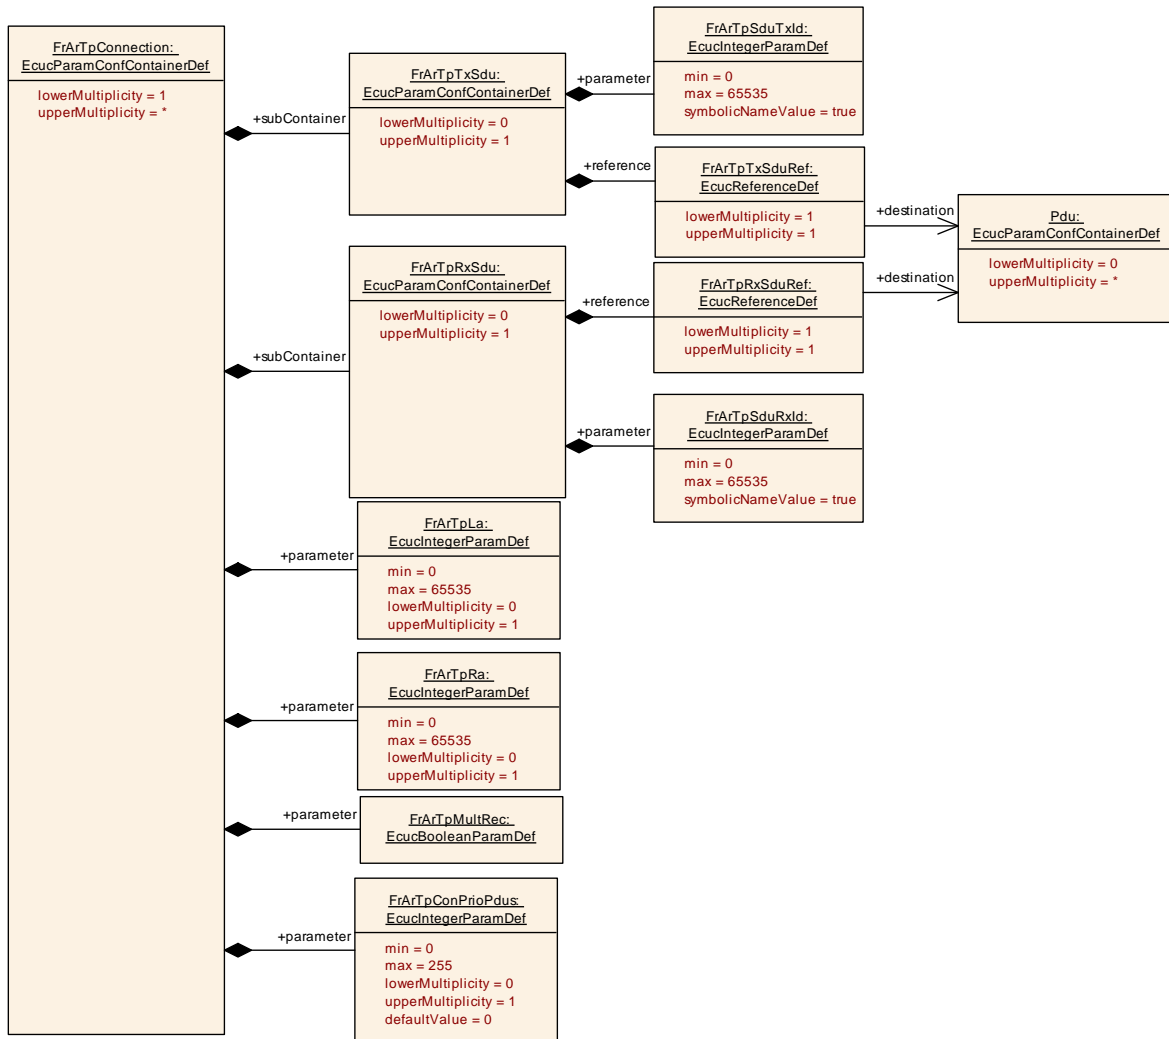 FrArTpConnection:
EcucParamConfContainerDef
lowerMultiplicity = 1
upperMultiplicity = *
+subContainer
FrArTpTxSdu:
EcucParamConfContainerDef
lowerMultiplicity = 0
upperMultiplicity = 1
+parameter
FrArTpSduTxId:
EcucIntegerParamDef
min = 0
max = 65535
symbolicNameValue = true
+reference
FrArTpTxSduRef:
EcucReferenceDef
lowerMultiplicity = 1
upperMultiplicity = 1
+destination
Pdu:
EcucParamConfContainerDef
lowerMultiplicity = 0
upperMultiplicity = *
+subContainer
FrArTpRxSdu:
EcucParamConfContainerDef
lowerMultiplicity = 0
upperMultiplicity = 1
+reference
FrArTpRxSduRef:
EcucReferenceDef
lowerMultiplicity = 1
upperMultiplicity = 1
+destination
+parameter
FrArTpSduRxId:
EcucIntegerParamDef
min = 0
max = 65535
symbolicNameValue = true
+parameter
FrArTpLa:
EcucIntegerParamDef
min = 0
max = 65535
lowerMultiplicity = 0
upperMultiplicity = 1
+parameter
FrArTpRa:
EcucIntegerParamDef
min = 0
max = 65535
lowerMultiplicity = 0
upperMultiplicity = 1
+parameter
FrArTpMultRec:
EcucBooleanParamDef
+parameter
FrArTpConPrioPdus:
EcucIntegerParamDef
min = 0
max = 255
lowerMultiplicity = 0
upperMultiplicity = 1
defaultValue = 0